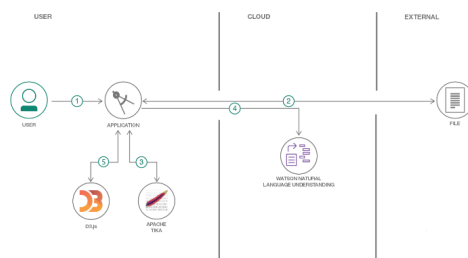 USER
CLOUD
EXTERNAL
1
2
4
USER
APPLICATION
FILE
5
3
WATSON NATURAL
LANGUAGE UNDERSTANDING
D3.js
APACHE
TIKA